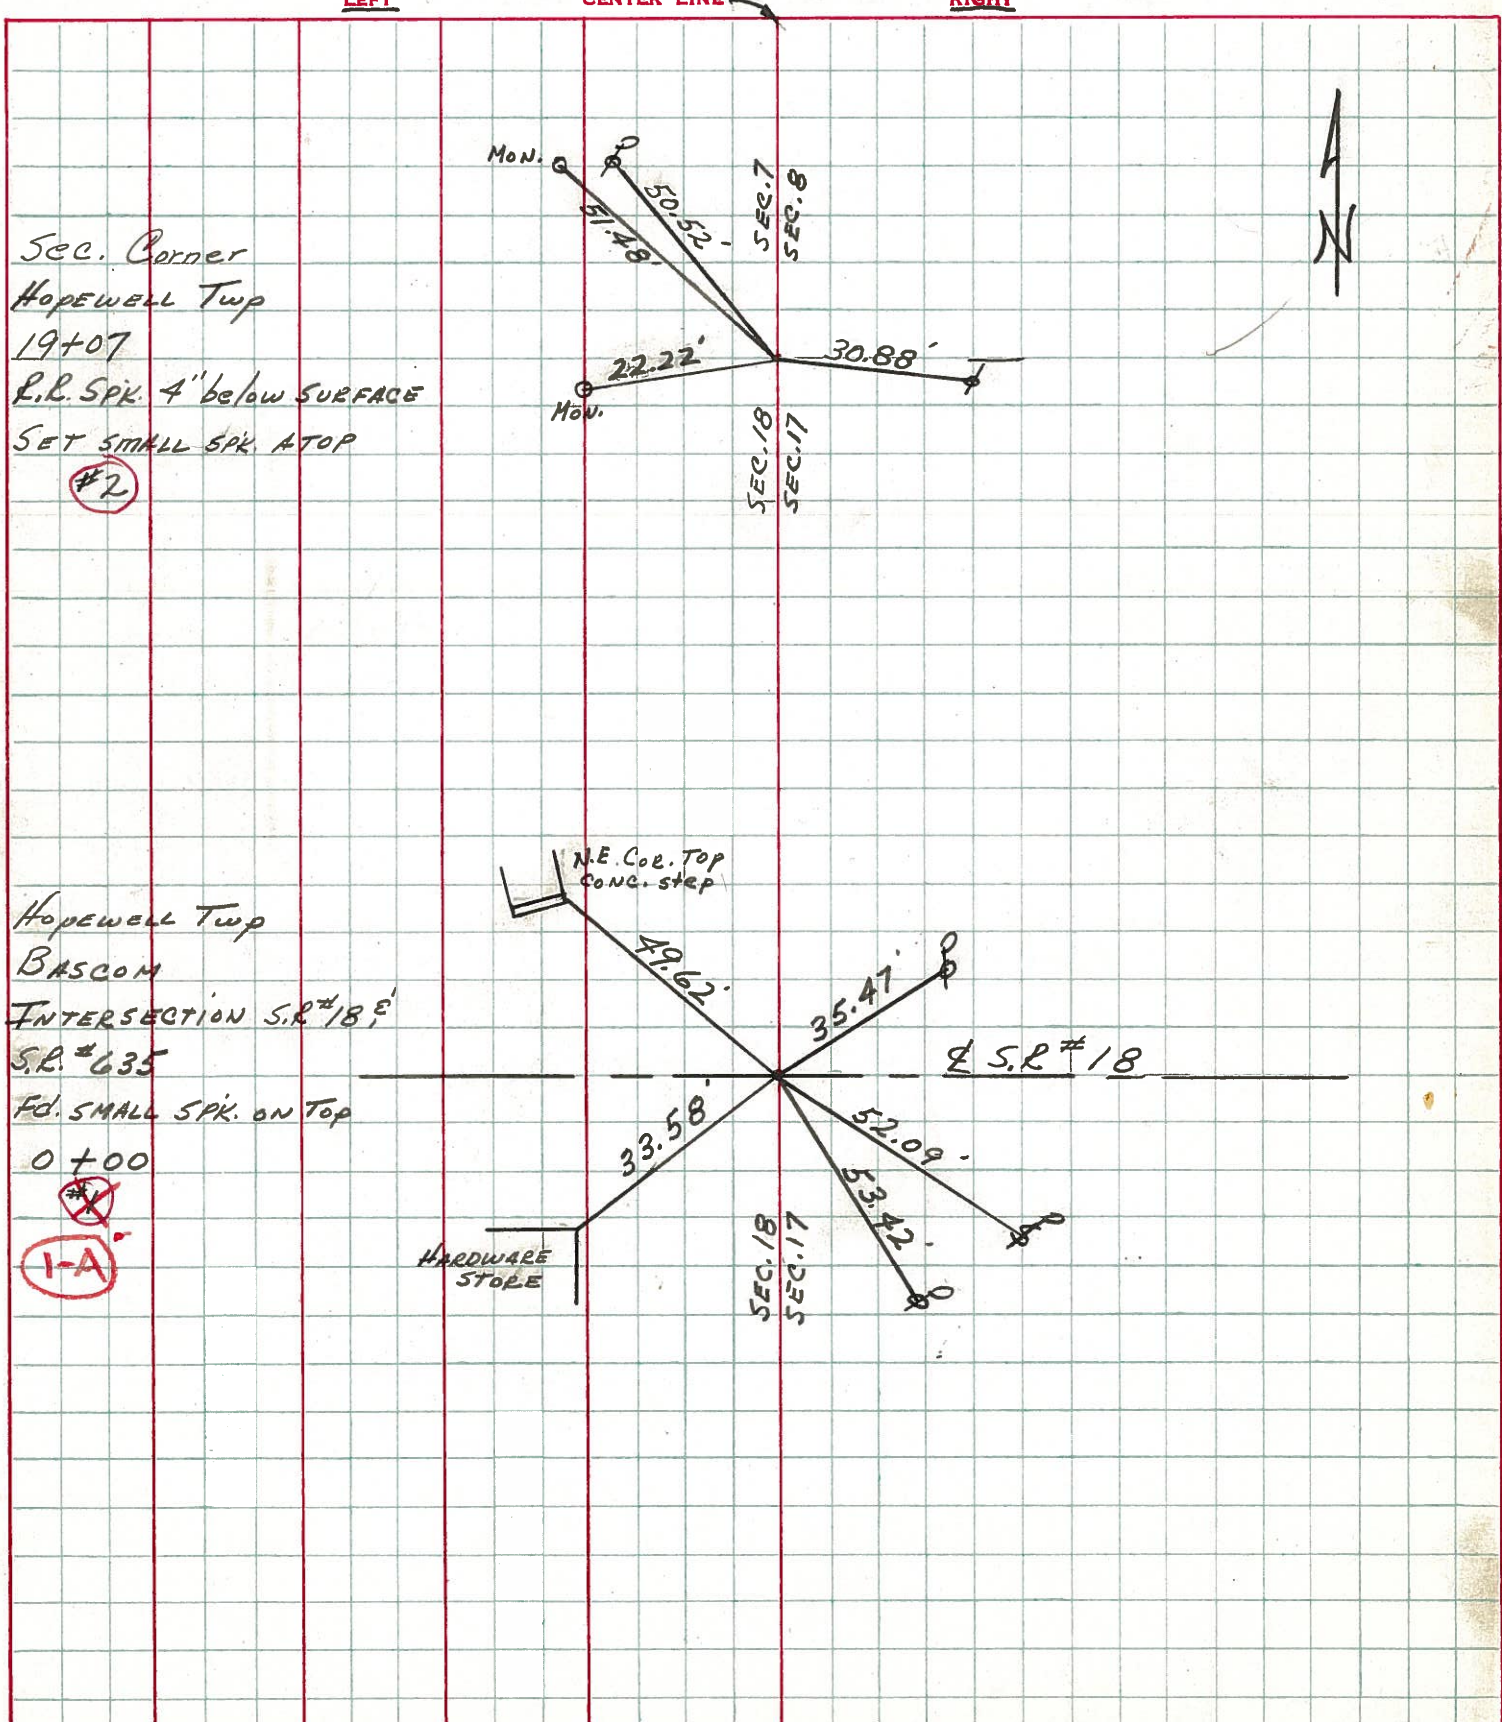 LEFT CENTER LINE RIGHT
MON.
50.52'
51.48'
SEC. 7
SEC. 8
N
Sec. Corner
HOPEWELL Twp
19+07
R.R. SPK. 4" below SURFACE
SET SMALL SPK. ATOP
#2
22.22'
30.88'
MON.
SEC. 18
SEC. 17
N.E. COR. TOP
CONC. step
HOPEWELL Twp
BASCOM
INTERSECTION S.R #18 &
S.R. #635
Fd. SMALL SPK. ON TOP
0+00
#1
1-A
49.62'
35.47'
℄ S.R #18
33.58'
52.09'
53.42'
HARDWARE
STORE
SEC. 18
SEC. 17